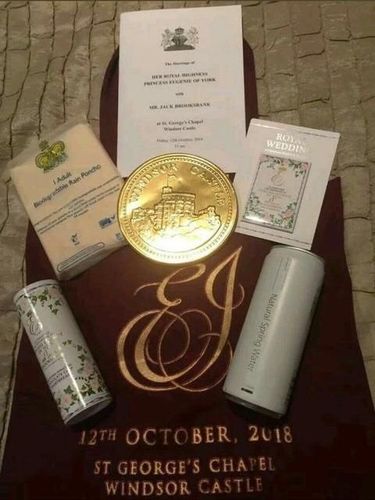 The Marriage of
HER ROYAL HIGHNESS
PRINCESS EUGENIE OF YORK
with
MR. JACK BROOKSBANK
at St. George's Chapel
Windsor Castle
Friday, 12th October, 2018
11 am
1 Adult
Biodegradable Rain Poncho
WINDSOR CASTLE
ROYAL
WEDDING
Natural Spring Water
EJ
12TH OCTOBER, 2018
ST GEORGE'S CHAPEL
WINDSOR CASTLE